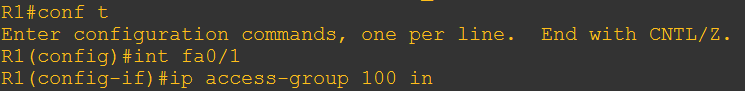 R1#conf t
Enter configuration commands, one per line.  End with CNTL/Z.
R1(config)#int fa0/1
R1(config-if)#ip access-group 100 in